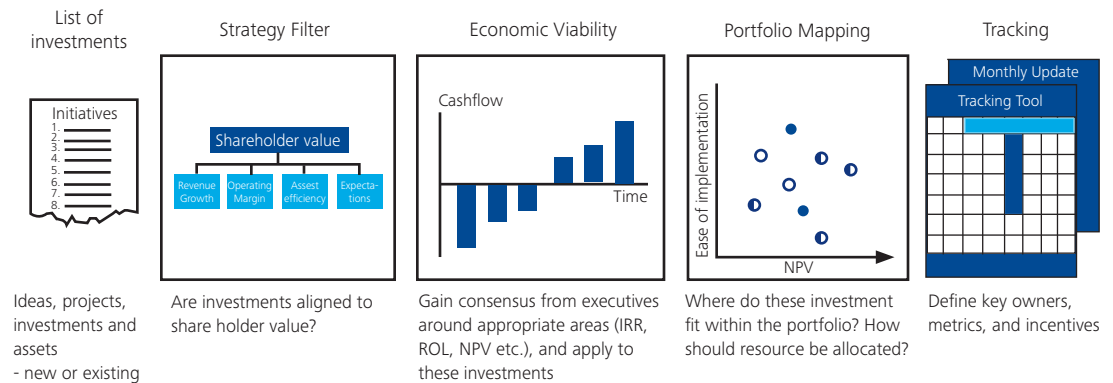 List of
investments
Initiatives
1.
2.
3.
4.
5.
6.
7.
8.
Ideas, projects,
investments and
assets
- new or existing
Strategy Filter
Shareholder value
Revenue
Growth
Operating
Margin
Assest
efficiency
Expecta-
tions
Are investments aligned to
share holder value?
Economic Viability
Cashflow
Time
Gain consensus from executives
around appropriate areas (IRR,
ROL, NPV etc.), and apply to
these investments
Portfolio Mapping
Ease of implementation
NPV
Where do these investment
fit within the portfolio? How
should resource be allocated?
Tracking
Monthly Update
Tracking Tool
Define key owners,
metrics, and incentives